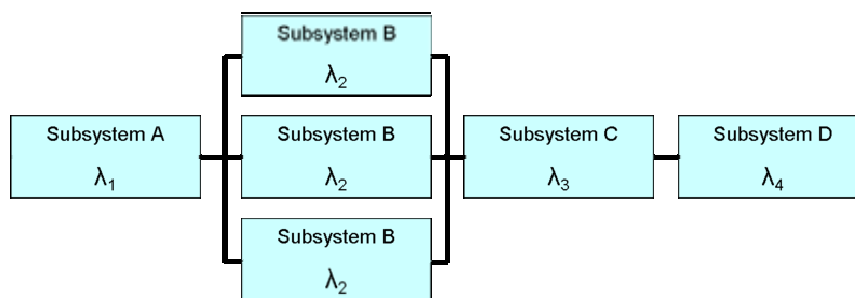 Subsystem B
λ2
Subsystem A
λ1
Subsystem B
λ2
Subsystem C
λ3
Subsystem D
λ4
Subsystem B
λ2